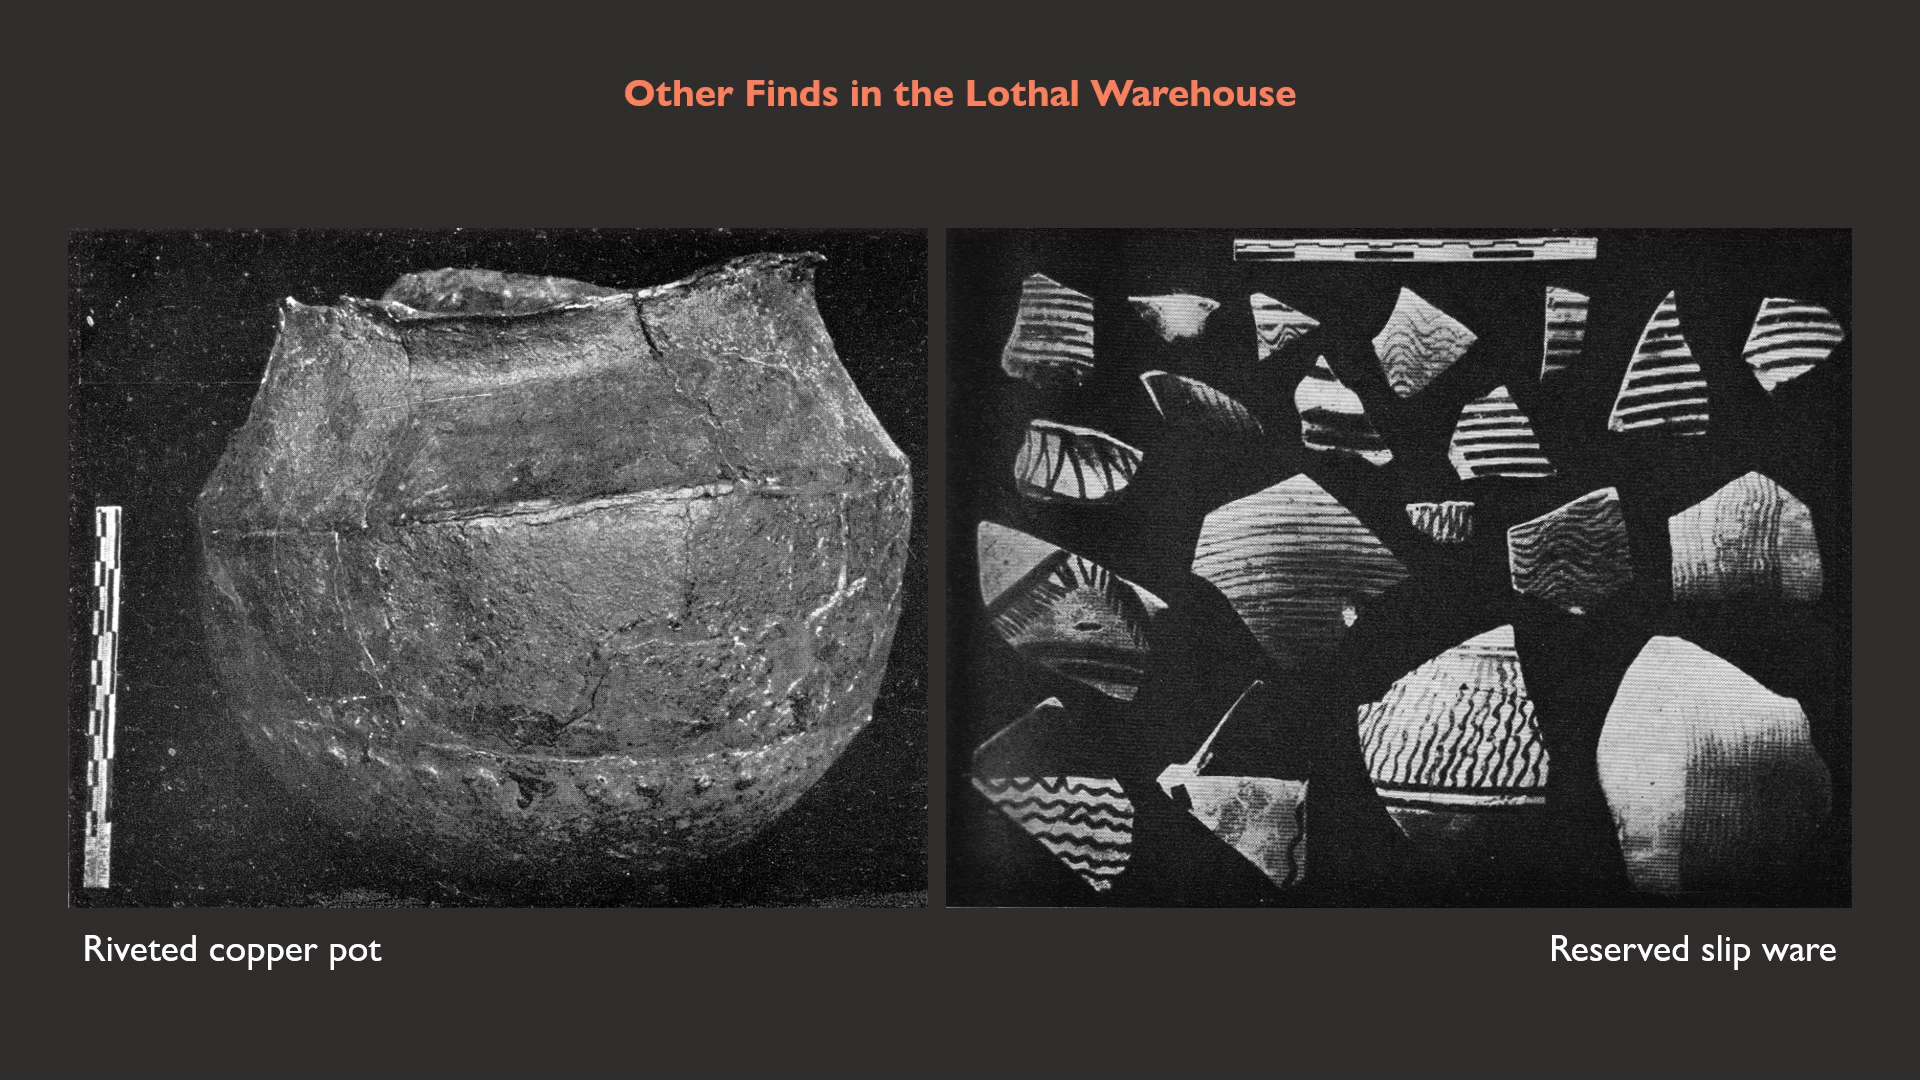 Other Finds in the Lothal Warehouse
Riveted copper pot
Reserved slip ware